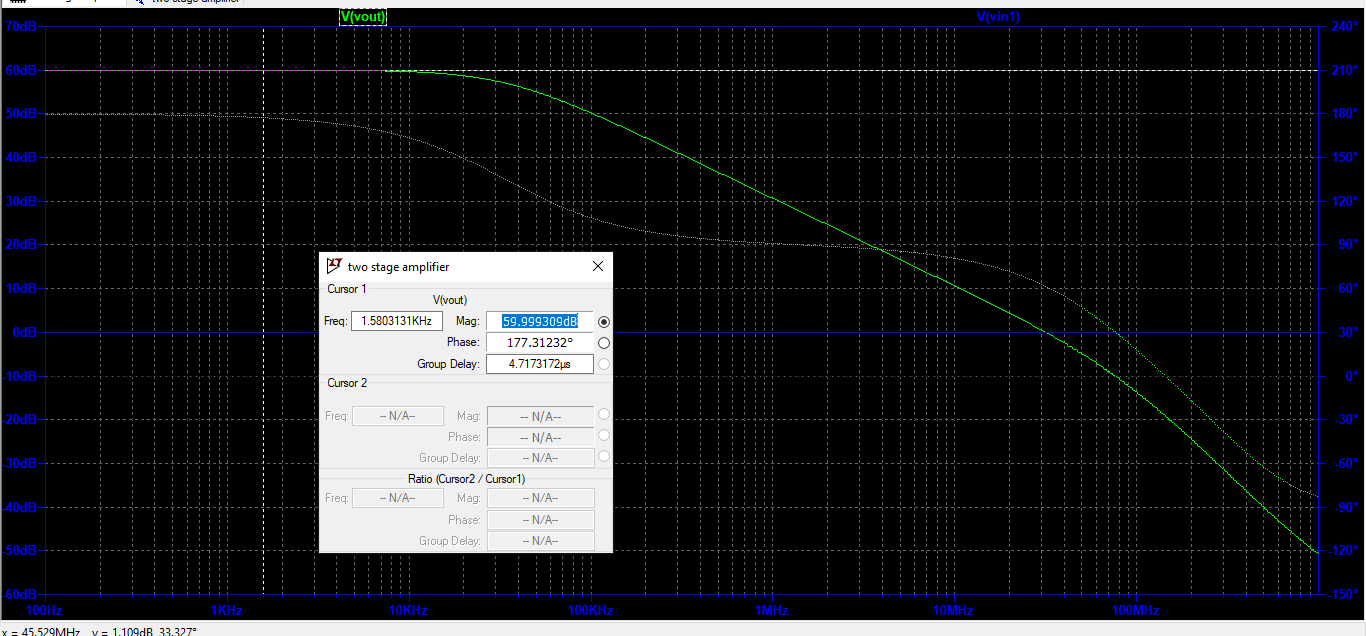 two stage amplifier
V(vout) V(vin1)
70dB 240°
60dB 210°
50dB 180°
40dB 150°
30dB 120°
20dB 90°
10dB 60°
0dB 30°
-10dB 0°
-20dB -30°
-30dB -60°
-40dB -90°
-50dB -120°
-60dB -150°
100Hz 1KHz 10KHz 100KHz 1MHz 10MHz 100MHz
two stage amplifier
Cursor 1
V(vout)
Freq: 1.5803131KHz Mag: 59.999309dB
Phase: 177.31232°
Group Delay: 4.7173172µs
Cursor 2
Freq: -- N/A-- Mag: -- N/A--
Phase: -- N/A--
Group Delay: -- N/A--
Ratio (Cursor2 / Cursor1)
Freq: -- N/A-- Mag: -- N/A--
Phase: -- N/A--
Group Delay: -- N/A--
x = 45.529MHz y = 1.109dB, 33.327°